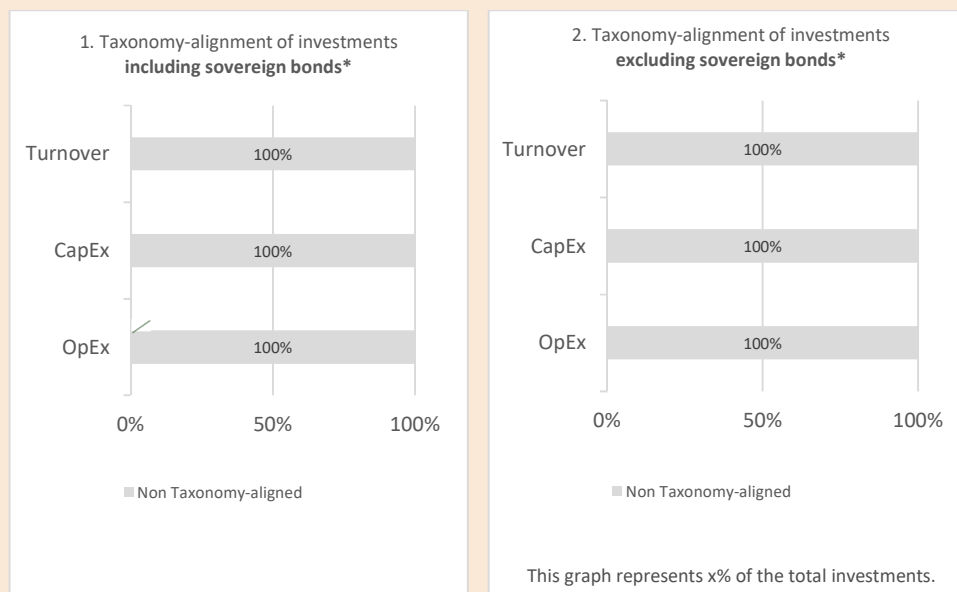 1. Taxonomy-alignment of investments
including sovereign bonds*
Turnover
100%
CapEx
100%
OpEx
100%
0%
50%
100%
Non Taxonomy-aligned
2. Taxonomy-alignment of investments
excluding sovereign bonds*
Turnover
100%
CapEx
100%
OpEx
100%
0%
50%
100%
Non Taxonomy-aligned
This graph represents x% of the total investments.